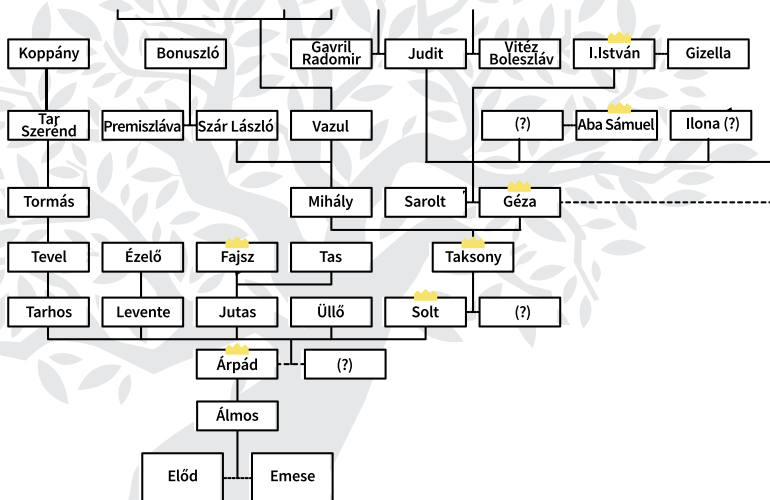 Koppány
Bonuszló
Gavril
Radomir
Judit
Vitéz
Boleszláv
I.István
Gizella
Tar
Szerénd
Premiszláva
Szár László
Vazul
(?)
Aba Sámuel
Ilona (?)
Tormás
Mihály
Sarolt
Géza
Tevel
Ézelő
Fajsz
Tas
Taksony
Tarhos
Levente
Jutas
Üllő
Solt
(?)
Árpád
(?)
Álmos
Előd
Emese